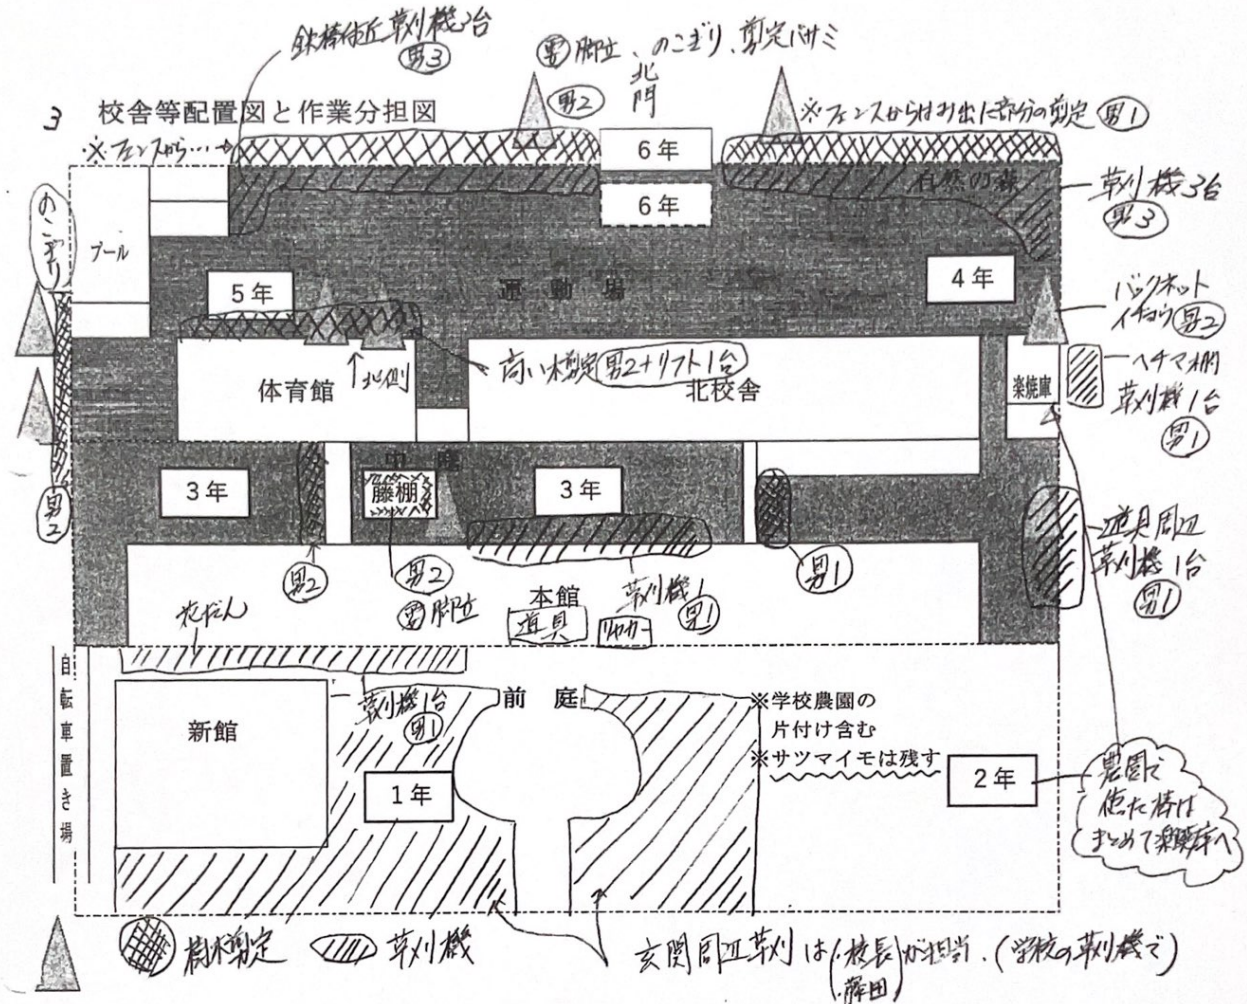 鉄棒付近草刈機3台
男3
脚立、のこぎり、剪定バサミ
男2
北門
3 校舎等配置図と作業分担図
※フェンスからはみ出た部分の剪定 男1
※フェンスから…→
6年
6年
自然の森
草刈機3台
男3
のこぎり
プール
5年
運動場
4年
バックネット
イチョウ 男2
体育館
↑北側
高い木剪定 男2+リフト1台
北校舎
楽焼庫
ヘチマ棚
草刈機1台
男1
男2
3年
中庭
藤棚
3年
道具周辺
草刈機1台
男1
男2
男2
脚立
草刈機1
男1
男1
本館
道具
リヤカー
花だん
自転車置き場
新館
草刈機1台
男1
前庭
※学校農園の
片付け含む
※サツマイモは残す
1年
2年
農園で
使た棒は
まとめて楽焼庫へ
樹木剪定
草刈機
玄関周辺草刈は(・校長 ・藤田)が担当.(学校の草刈機で)